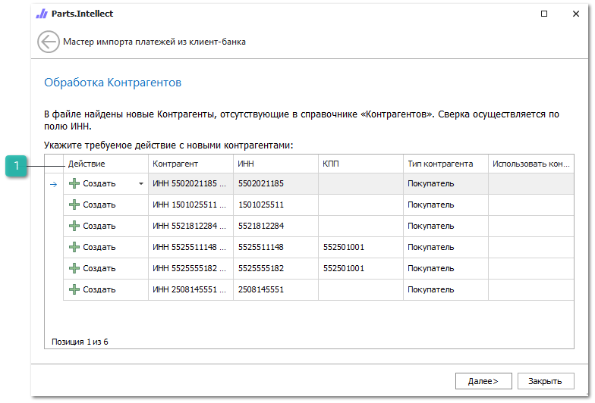 Parts.Intellect
Мастер импорта платежей из клиент-банка
Обработка Контрагентов
В файле найдены новые Контрагенты, отсутствующие в справочнике «Контрагентов». Сверка осуществляется по
полю ИНН.
Укажите требуемое действие с новыми контрагентами:
1
Действие Контрагент ИНН КПП Тип контрагента Использовать кон...
Создать ИНН 5502021185 ... 5502021185 Покупатель
Создать ИНН 1501025511 ... 1501025511 Покупатель
Создать ИНН 5521812284 ... 5521812284 Покупатель
Создать ИНН 5525511148 ... 5525511148 552501001 Покупатель
Создать ИНН 5525555182 ... 5525555182 552501001 Покупатель
Создать ИНН 2508145551 ... 2508145551 Покупатель
Позиция 1 из 6
Далее>
Закрыть